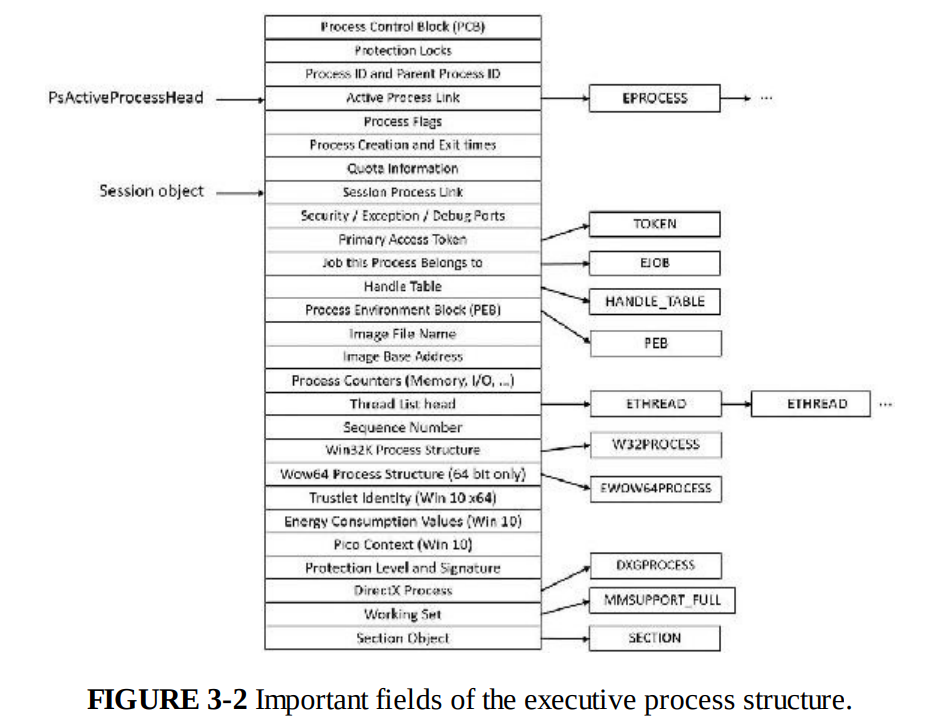 Process Control Block (PCB)
Protection Locks
Process ID and Parent Process ID
PsActiveProcessHead
Active Process Link
EPROCESS
...
Process Flags
Process Creation and Exit times
Quota Information
Session object
Session Process Link
Security / Exception / Debug Ports
TOKEN
Primary Access Token
Job this Process Belongs to
EJOB
Handle Table
HANDLE_TABLE
Process Environment Block (PEB)
Image File Name
PEB
Image Base Address
Process Counters (Memory, I/O, ...)
Thread List head
ETHREAD
ETHREAD
...
Sequence Number
Win32K Process Structure
W32PROCESS
Wow64 Process Structure (64 bit only)
EWOW64PROCESS
Trustlet Identity (Win 10 x64)
Energy Consumption Values (Win 10)
Pico Context (Win 10)
Protection Level and Signature
DXGPROCESS
DirectX Process
MMSUPPORT_FULL
Working Set
Section Object
SECTION
FIGURE 3-2 Important fields of the executive process structure.